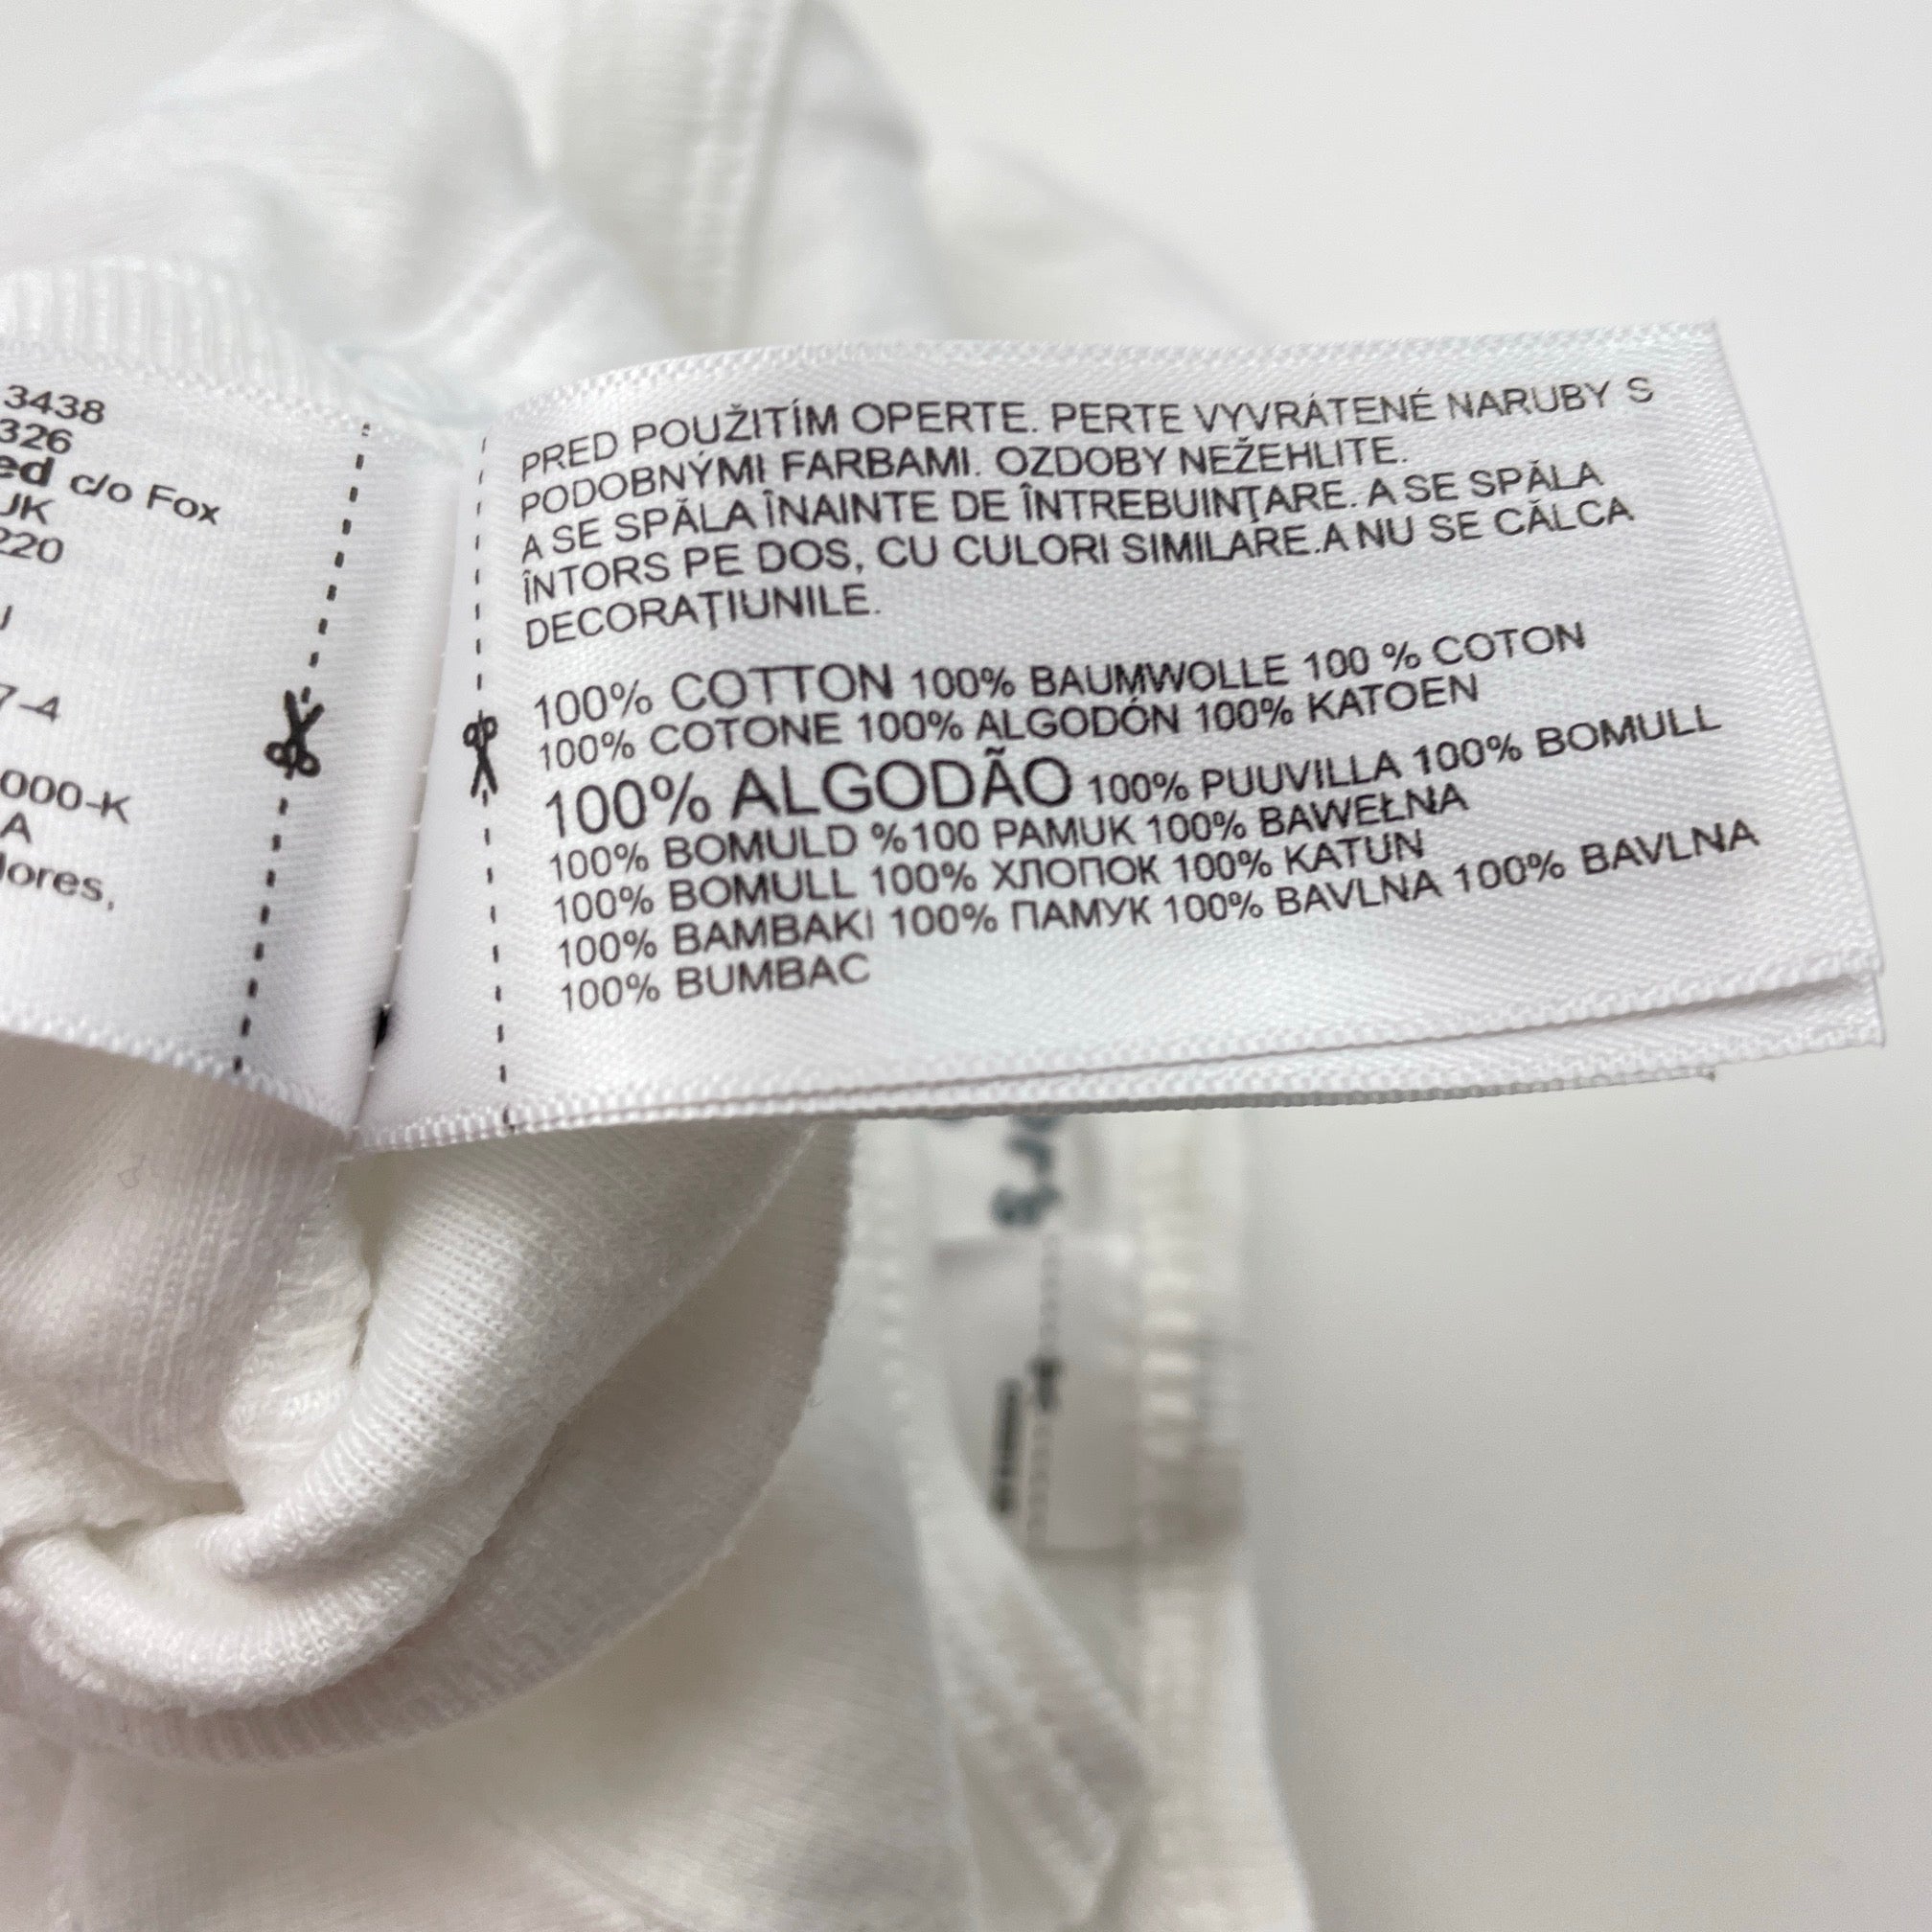 3438
326
ed c/o Fox
UK
220
7-4
000-K
A
lores,
PRED POUŽITÍM OPERTE. PERTE VYVRÁTENÉ NARUBY S
PODOBNÝMI FARBAMI. OZDOBY NEŽEHLITE.
A SE SPĂLA ÎNAINTE DE ÎNTREBUINŢARE. A SE SPĂLA
ÎNTORS PE DOS, CU CULORI SIMILARE.A NU SE CĂLCA
DECORAŢIUNILE.
100% COTTON 100% BAUMWOLLE 100 % COTON
100% COTONE 100% ALGODÓN 100% KATOEN
100% ALGODÃO 100% PUUVILLA 100% BOMULL
100% BOMULD %100 PAMUK 100% BAWEŁNA
100% BOMULL 100% ХЛОПОК 100% KATUN
100% BAMBAKI 100% ПАМУК 100% BAVLNA 100% BAVLNA
100% BUMBAC